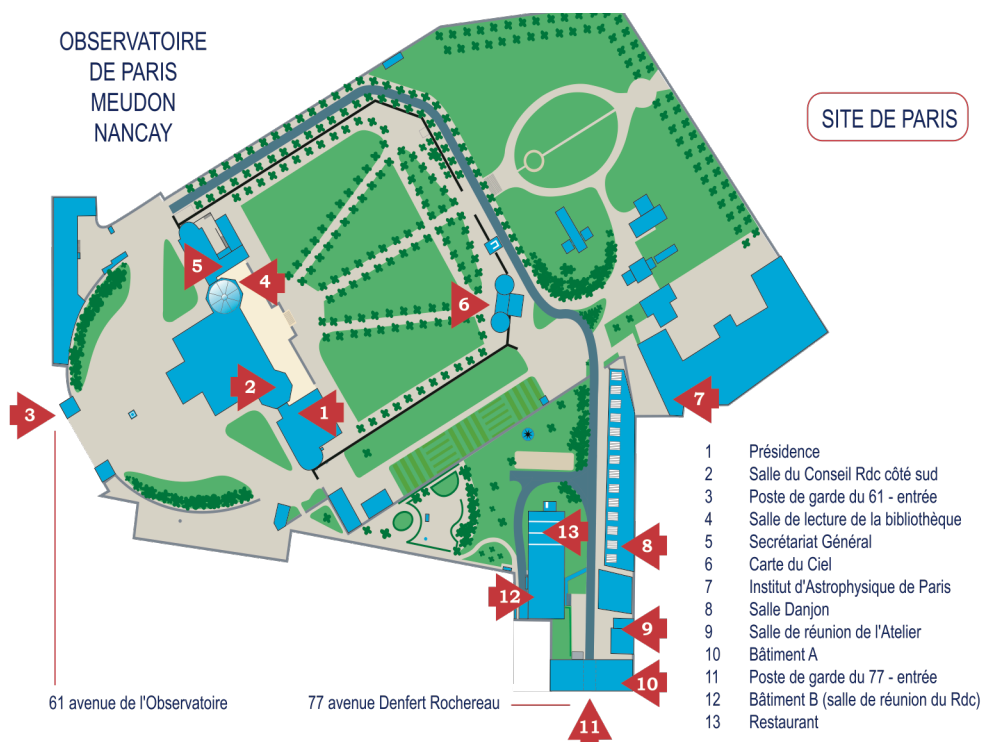 OBSERVATOIRE
DE PARIS
MEUDON
NANCAY
SITE DE PARIS
5
4
6
2
1
3
7
13
8
12
9
10
11
61 avenue de l'Observatoire
77 avenue Denfert Rochereau
1 Présidence
2 Salle du Conseil Rdc côté sud
3 Poste de garde du 61 - entrée
4 Salle de lecture de la bibliothèque
5 Secrétariat Général
6 Carte du Ciel
7 Institut d'Astrophysique de Paris
8 Salle Danjon
9 Salle de réunion de l'Atelier
10 Bâtiment A
11 Poste de garde du 77 - entrée
12 Bâtiment B (salle de réunion du Rdc)
13 Restaurant